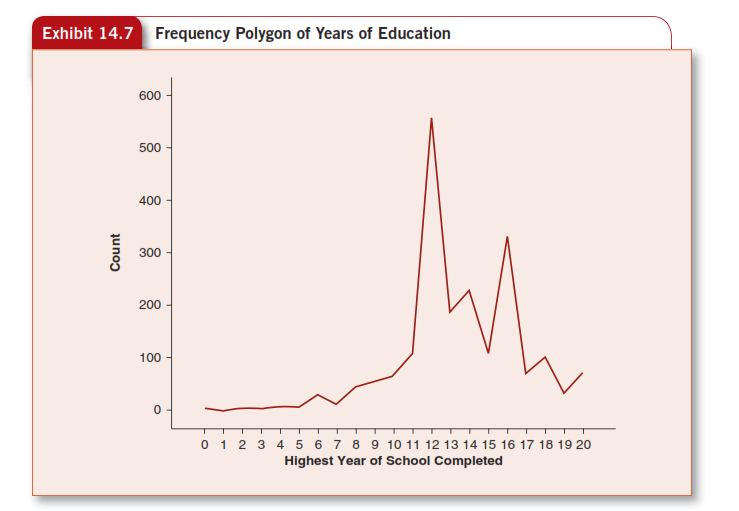 Exhibit 14.7 Frequency Polygon of Years of Education
600
500
400
300
200
100
0
Count
0 1 2 3 4 5 6 7 8 9 10 11 12 13 14 15 16 17 18 19 20
Highest Year of School Completed